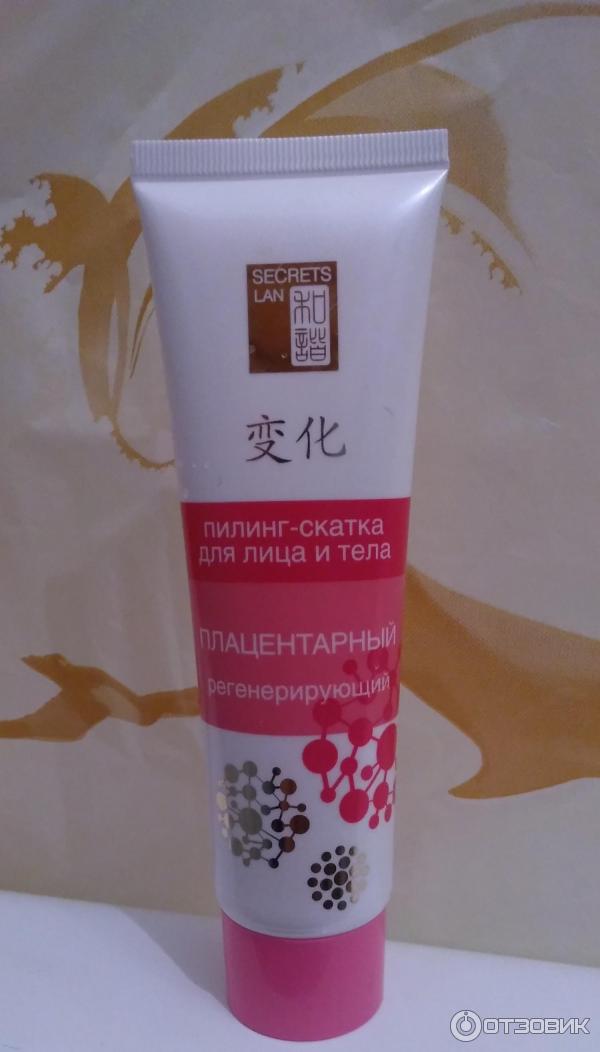 SECRETS
LAN
和諧
变化
пилинг-скатка
для лица и тела
ПЛАЦЕНТАРНЫЙ
регенерирующий
ОТЗОВИК